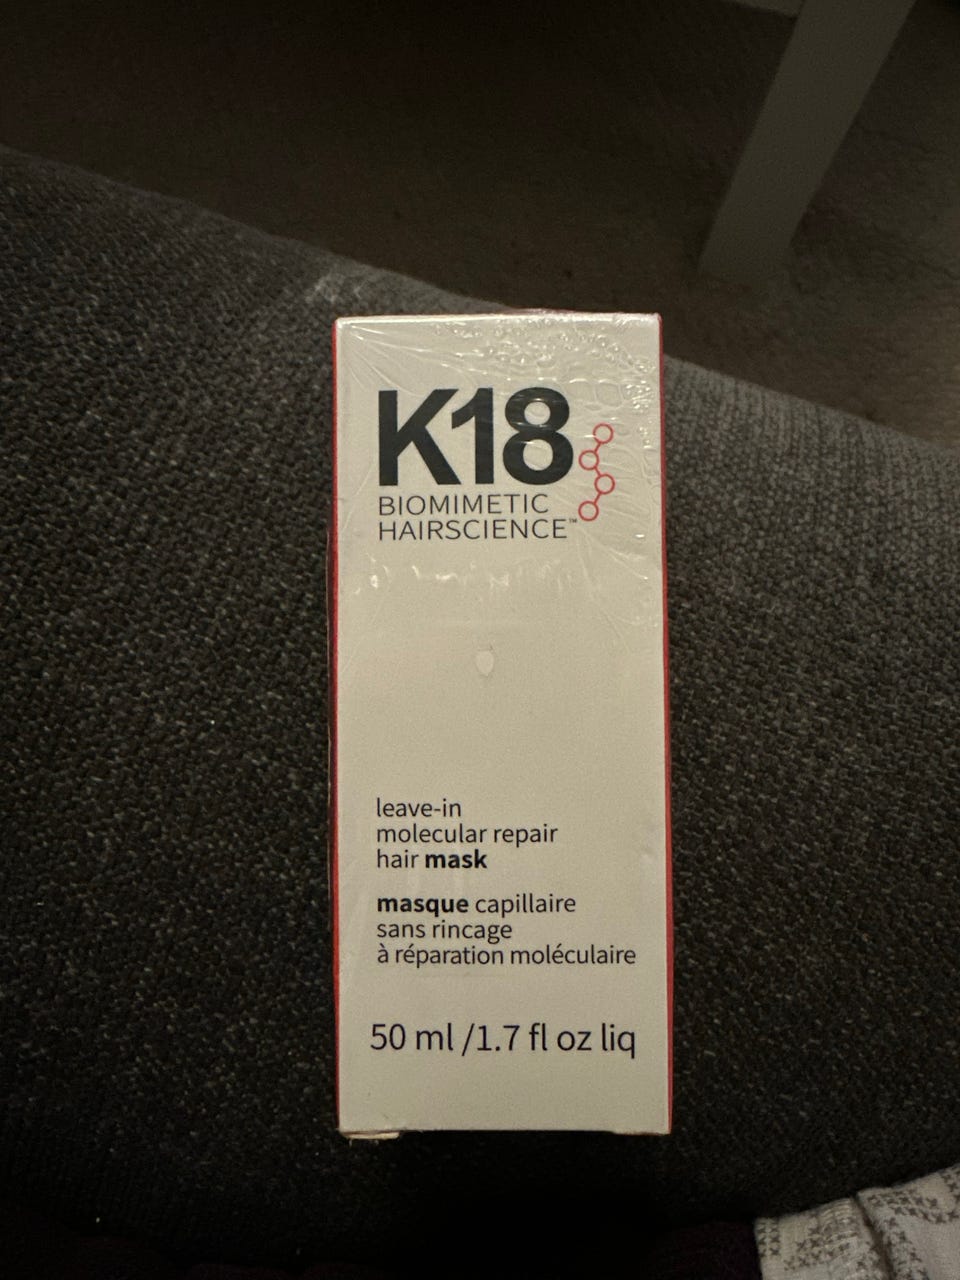 K18
BIOMIMETIC
HAIRSCIENCE™
leave-in
molecular repair
hair mask
masque capillaire
sans rincage
à réparation moléculaire
50 ml /1.7 fl oz liq